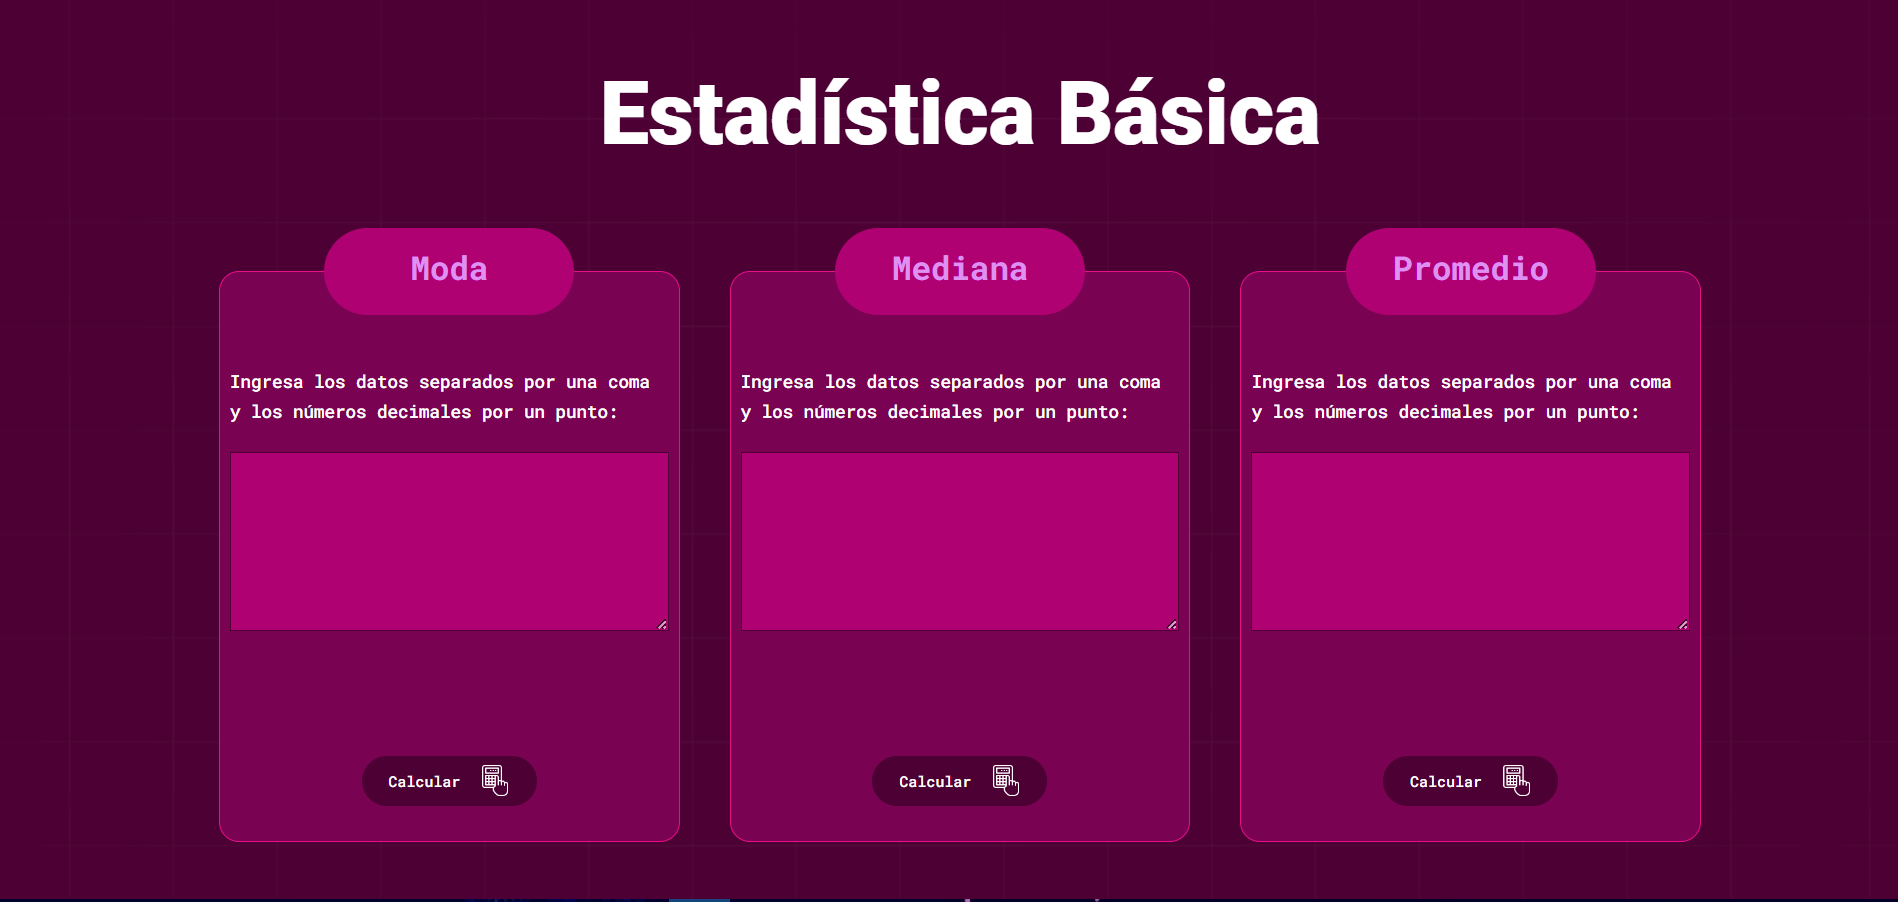 Estadística Básica
Moda
Ingresa los datos separados por una coma
y los números decimales por un punto:
Calcular
Mediana
Ingresa los datos separados por una coma
y los números decimales por un punto:
Calcular
Promedio
Ingresa los datos separados por una coma
y los números decimales por un punto:
Calcular